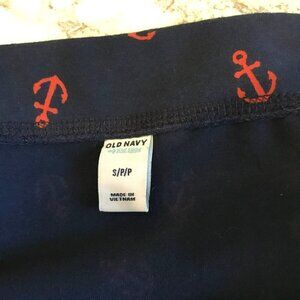 OLD NAVY
S/P/P
MADE IN
VIETNAM